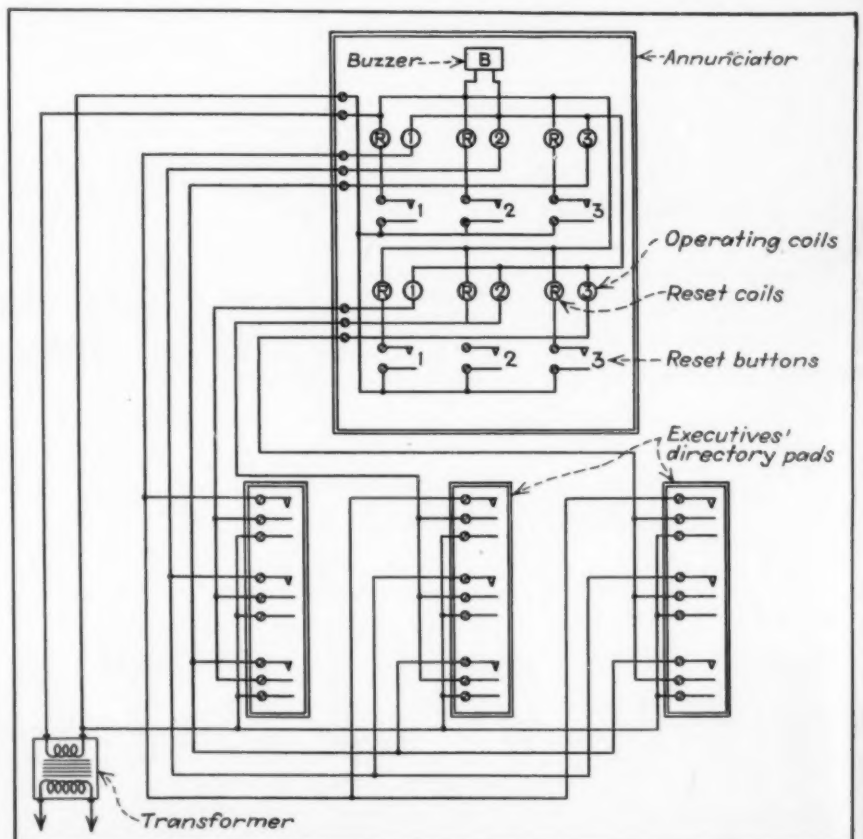 Buzzer
B
Annunciator
R 1 R 2 R 3
1 2 3
Operating coils
R 1 R 2 R 3
Reset coils
1 2 3
Reset buttons
Executives'
directory pads
Transformer